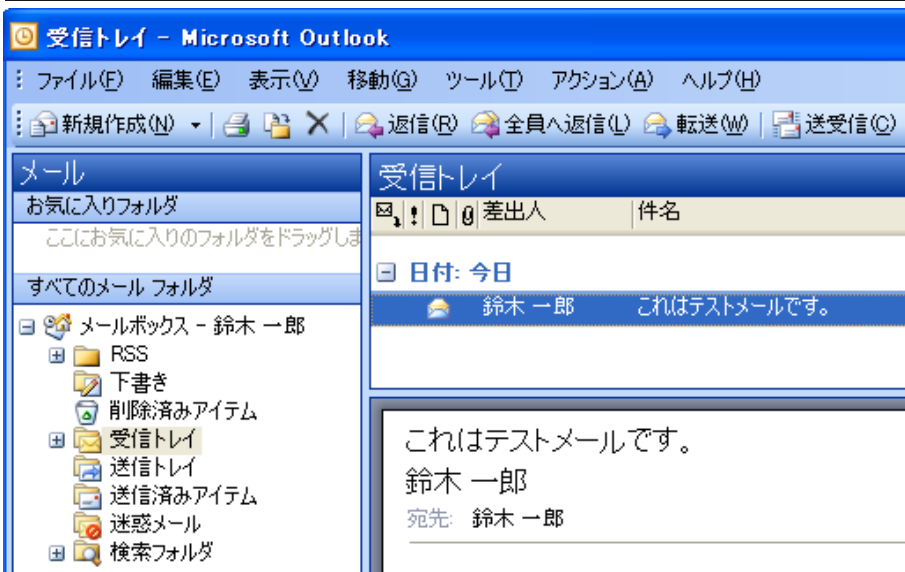 受信トレイ - Microsoft Outlook
ファイル(F) 編集(E) 表示(V) 移動(G) ツール(T) アクション(A) ヘルプ(H)
新規作成(N) 返信(R) 全員へ返信(L) 転送(W) 送受信(C)
メール
お気に入りフォルダ
ここにお気に入りのフォルダをドラッグしま
すべてのメール フォルダ
メールボックス - 鈴木 一郎
RSS
下書き
削除済みアイテム
受信トレイ
送信トレイ
送信済みアイテム
迷惑メール
検索フォルダ
受信トレイ
差出人 件名
日付: 今日
鈴木 一郎 これはテストメールです。
これはテストメールです。
鈴木 一郎
宛先: 鈴木 一郎